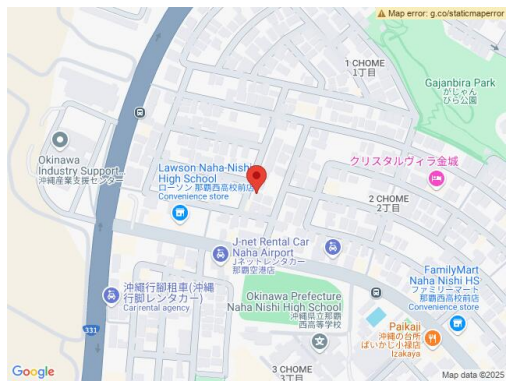 Map error: g.co/staticmaperror
1 CHOME
1丁目
Gajanbira Park
がじゃん
びら公園
Okinawa
Industry Support...
沖縄産業支援センター
Lawson Naha-Nishi
High School
ローソン 那覇西高校前店
Convenience store
クリスタルヴィラ金城
2 CHOME
2丁目
J-net Rental Car
Naha Airport
Jネットレンタカー
那覇空港店
沖縄行腳租車(沖縄
行脚レンタカー)
Car rental agency
Okinawa Prefecture
Naha Nishi High School
沖縄県立那覇
西高等学校
FamilyMart
Naha Nishi HS
ファミリーマート
那覇西高校前店
Convenience store
331
Paikaji
沖縄の台所
ぱいかじ小禄店
Izakaya
3 CHOME
3丁目
Google
Map data ©2025